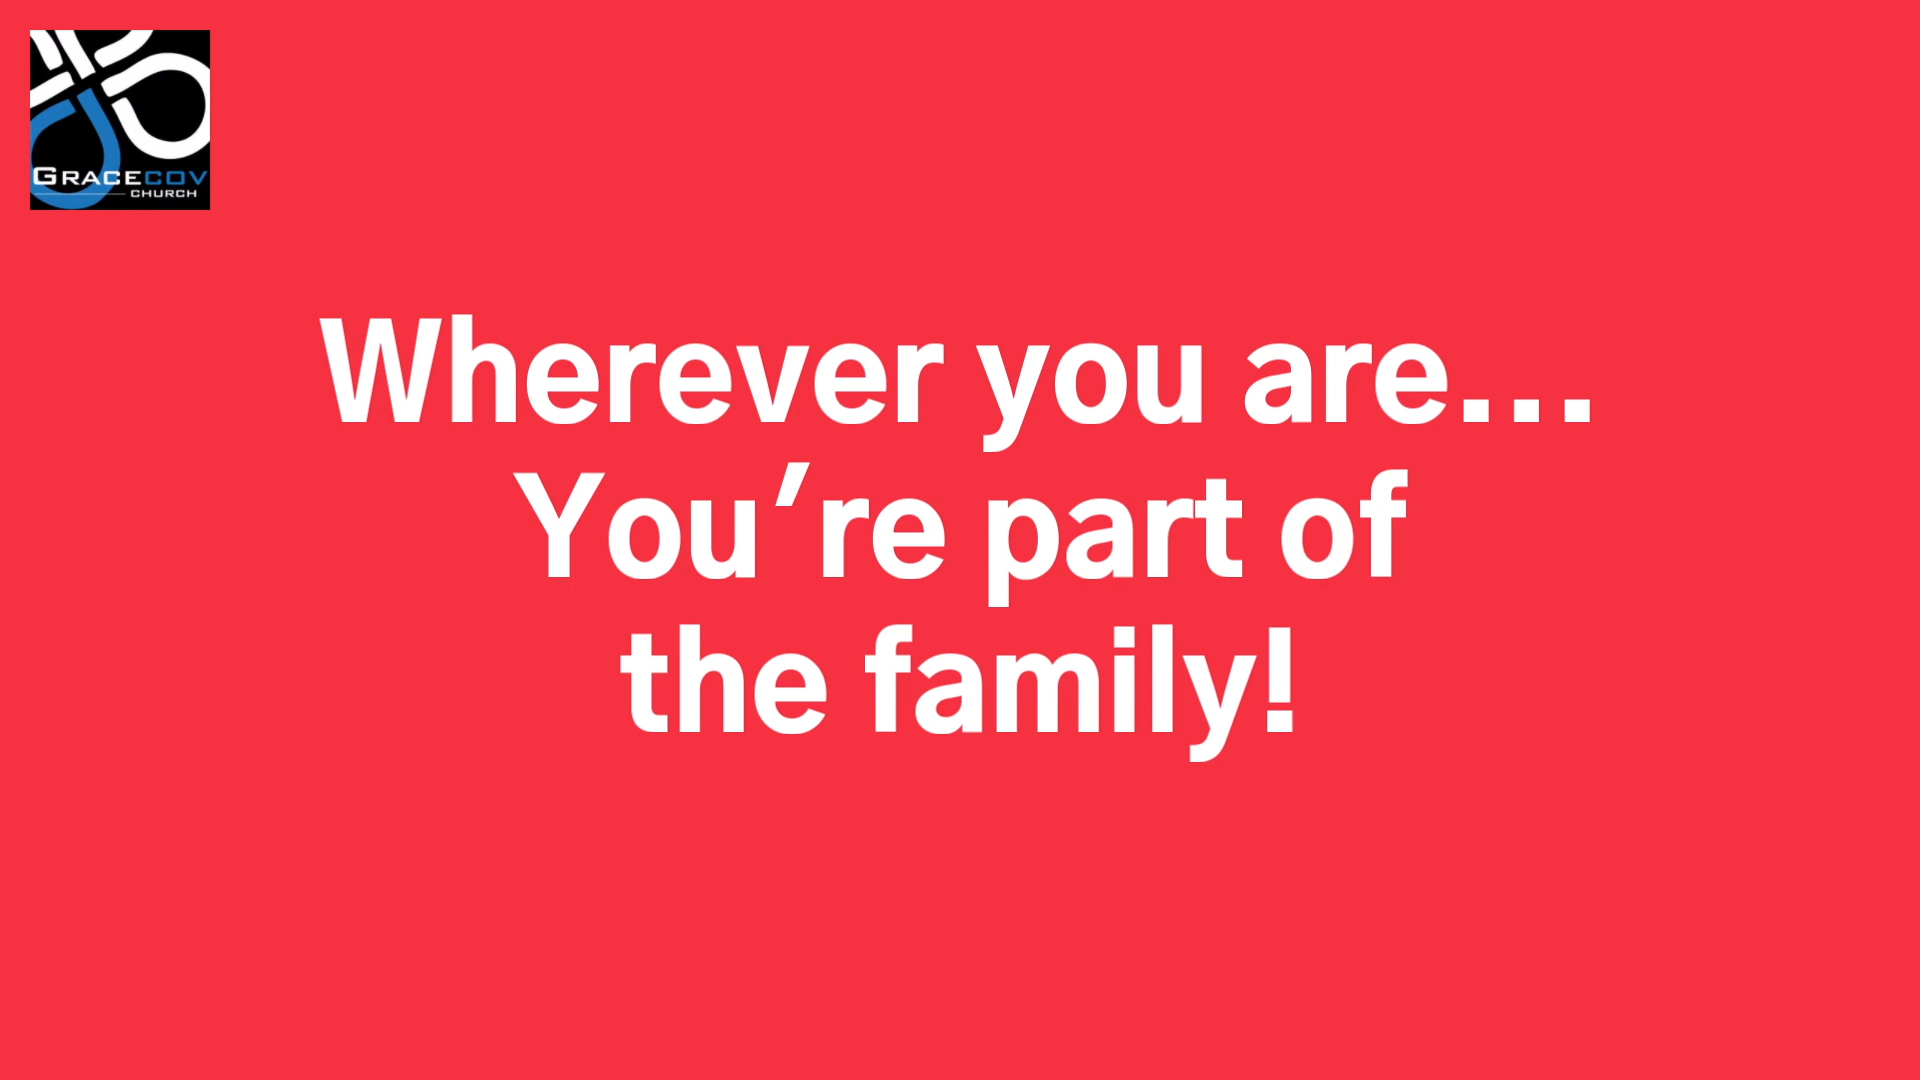 GRACECOV
CHURCH
Wherever you are...
You’re part of
the family!